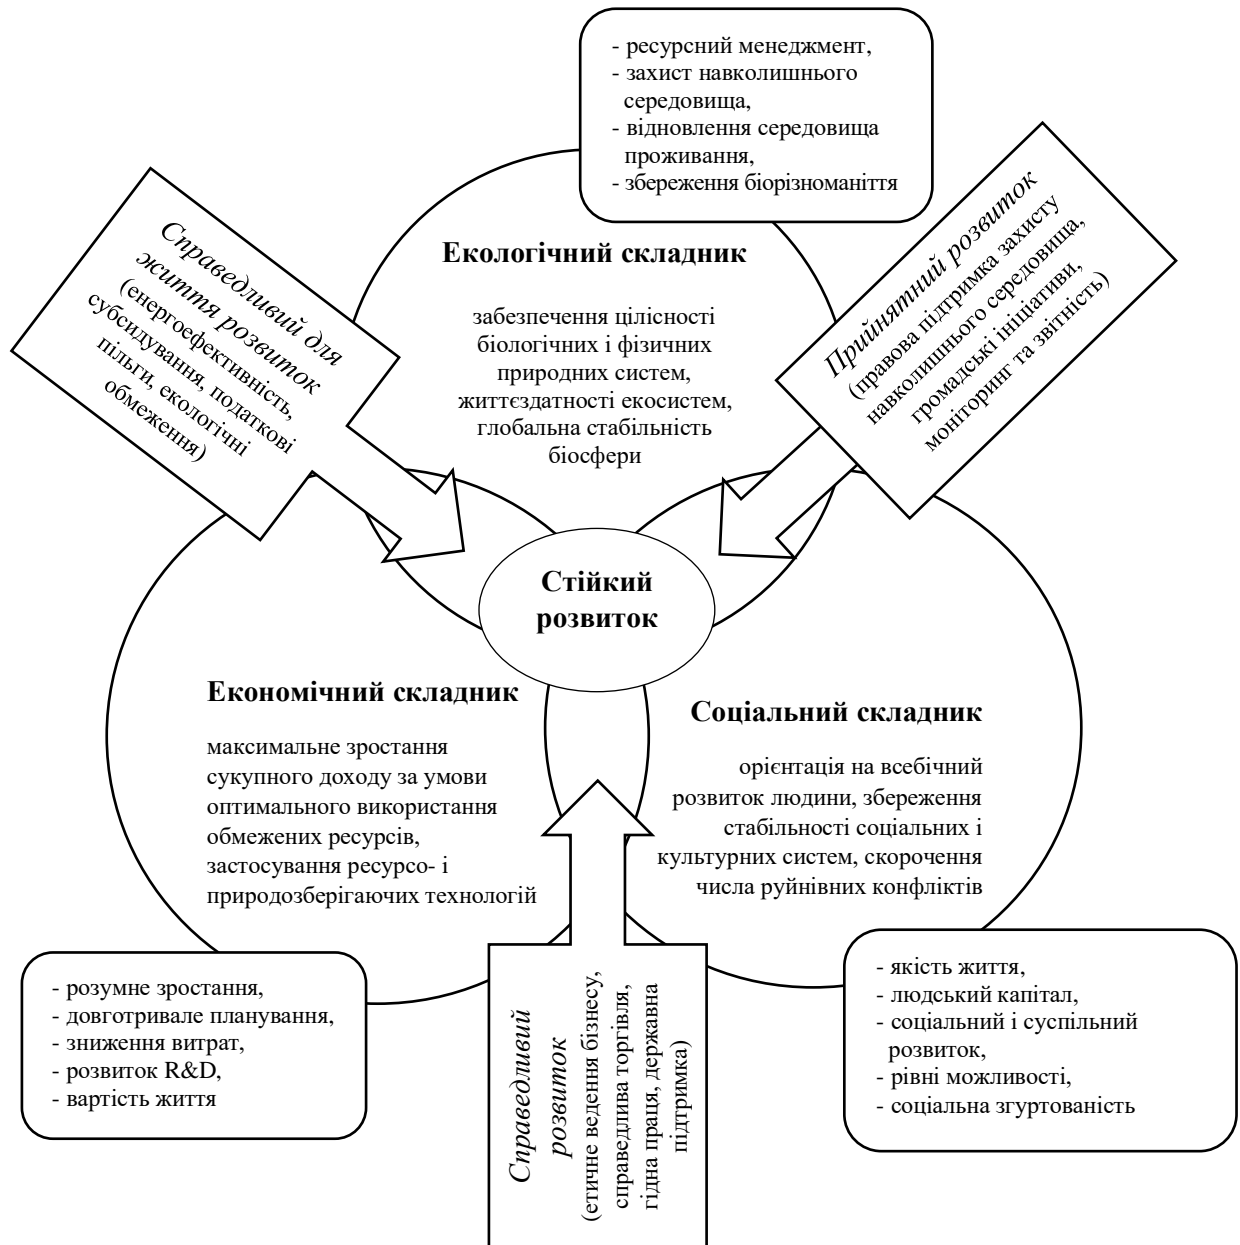 - ресурсний менеджмент,
- захист навколишнього
середовища,
- відновлення середовища
проживання,
- збереження біорізноманіття
Справедливий для
життя розвиток
(енергоефективність,
субсидування, податкові
пільги, екологічні
обмеження)
Екологічний складник
забезпечення цілісності
біологічних і фізичних
природних систем,
життєздатності екосистем,
глобальна стабільність
біосфери
Прийнятний розвиток
(правова підтримка захисту
навколишнього середовища,
громадські ініціативи,
моніторинг та звітність)
Стійкий
розвиток
Економічний складник
максимальне зростання
сукупного доходу за умови
оптимального використання
обмежених ресурсів,
застосування ресурсо- і
природозберігаючих технологій
Соціальний складник
орієнтація на всебічний
розвиток людини, збереження
стабільності соціальних і
культурних систем, скорочення
числа руйнівних конфліктів
- розумне зростання,
- довготривале планування,
- зниження витрат,
- розвиток R&D,
- вартість життя
Справедливий
розвиток
(етичне ведення бізнесу,
справедлива торгівля,
гідна праця, державна
підтримка)
- якість життя,
- людський капітал,
- соціальний і суспільний
розвиток,
- рівні можливості,
- соціальна згуртованість